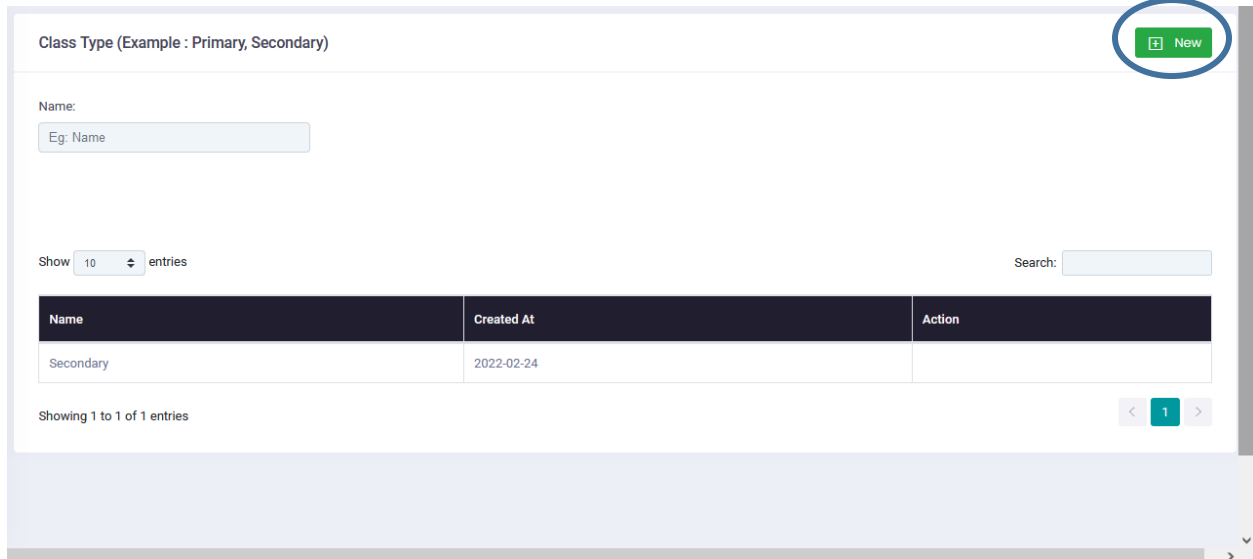 Class Type (Example : Primary, Secondary)
New
Name:
Eg: Name
Show 10 entries
Search:
Name Created At Action
Secondary 2022-02-24
Showing 1 to 1 of 1 entries
< 1 >